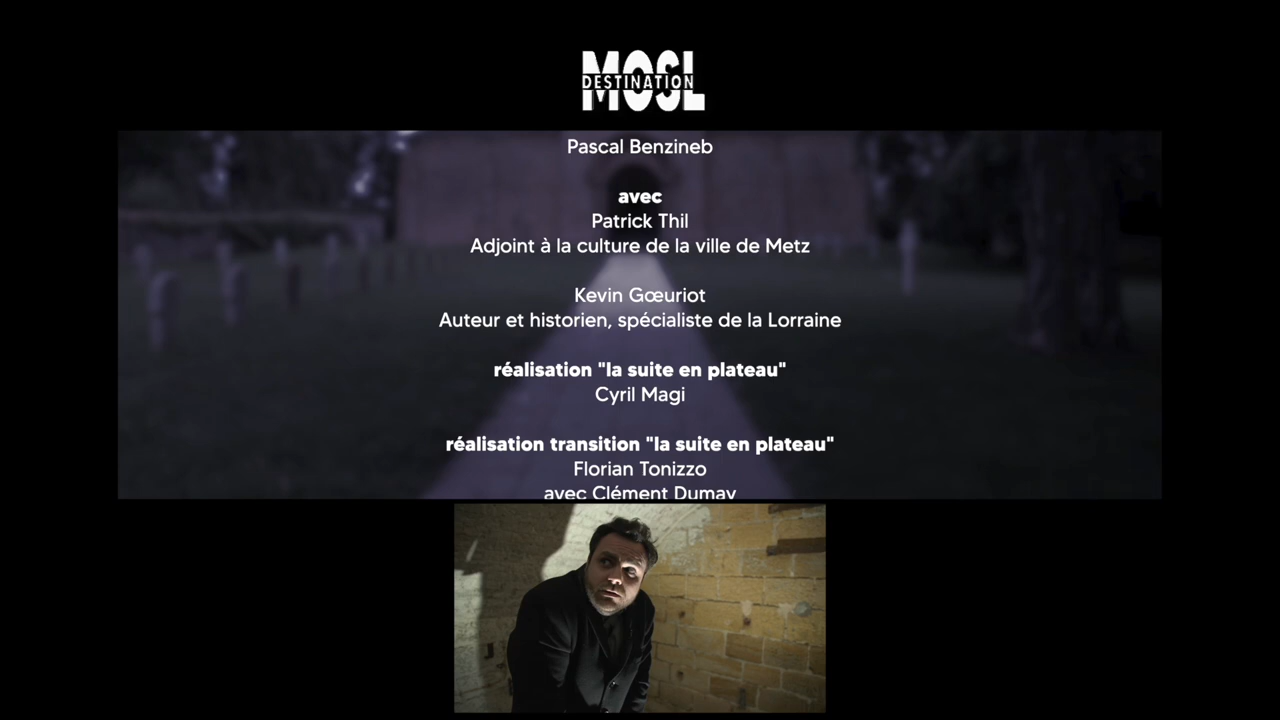 MOSL
DESTINATION
Pascal Benzineb
avec
Patrick Thil
Adjoint à la culture de la ville de Metz
Kevin Gœuriot
Auteur et historien, spécialiste de la Lorraine
réalisation "la suite en plateau"
Cyril Magi
réalisation transition "la suite en plateau"
Florian Tonizzo
avec Clément Dumay